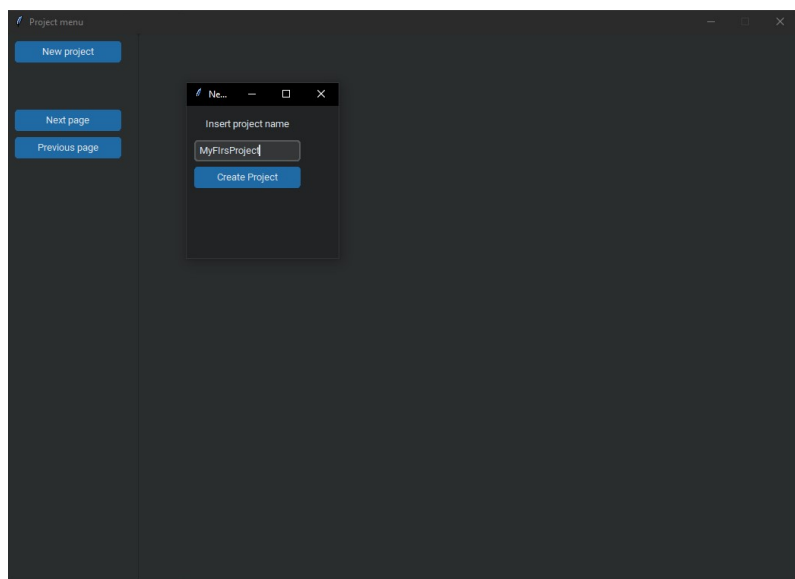 Project menu
New project
Next page
Previous page
Ne...
Insert project name
MyFIrsProject
Create Project